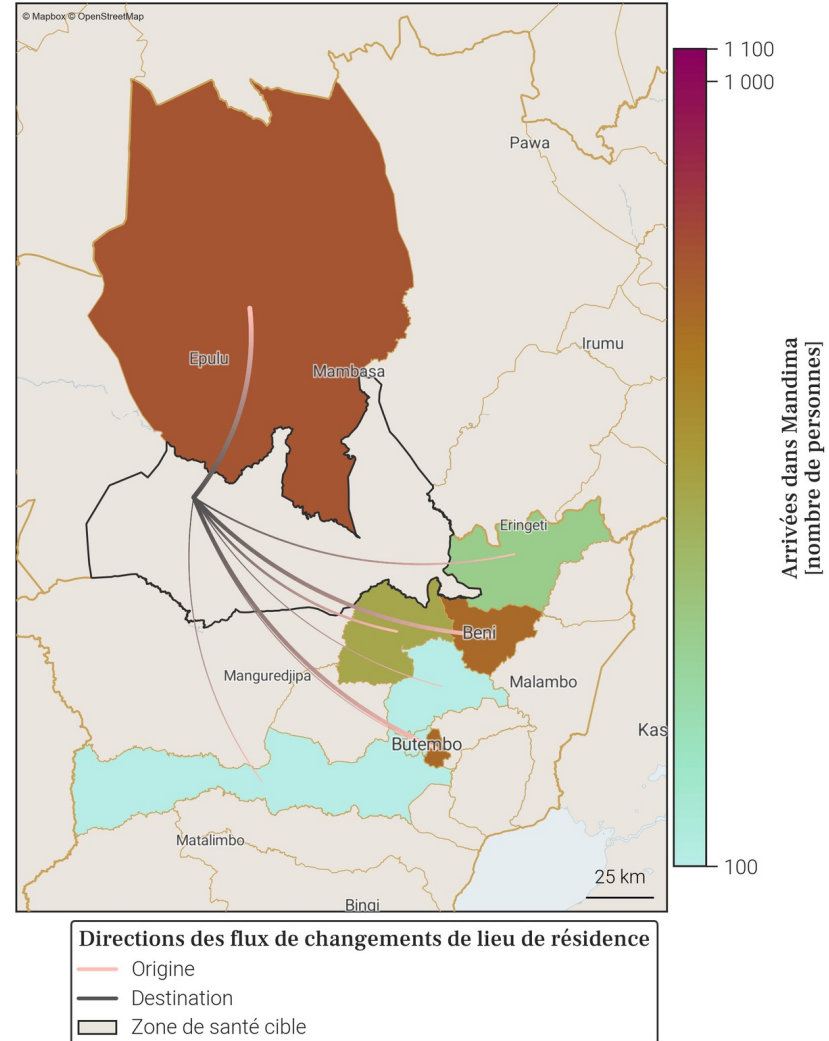 © Mapbox © OpenStreetMap
1 100
1 000
Pawa
Irumu
Epulu
Mambasa
Arrivées dans Mandima
[nombre de personnes]
Eringeti
Beni
Manguredjipa
Malambo
Kas
Butembo
Matalimbo
100
25 km
Bingi
Directions des flux de changements de lieu de résidence
Origine
Destination
Zone de santé cible